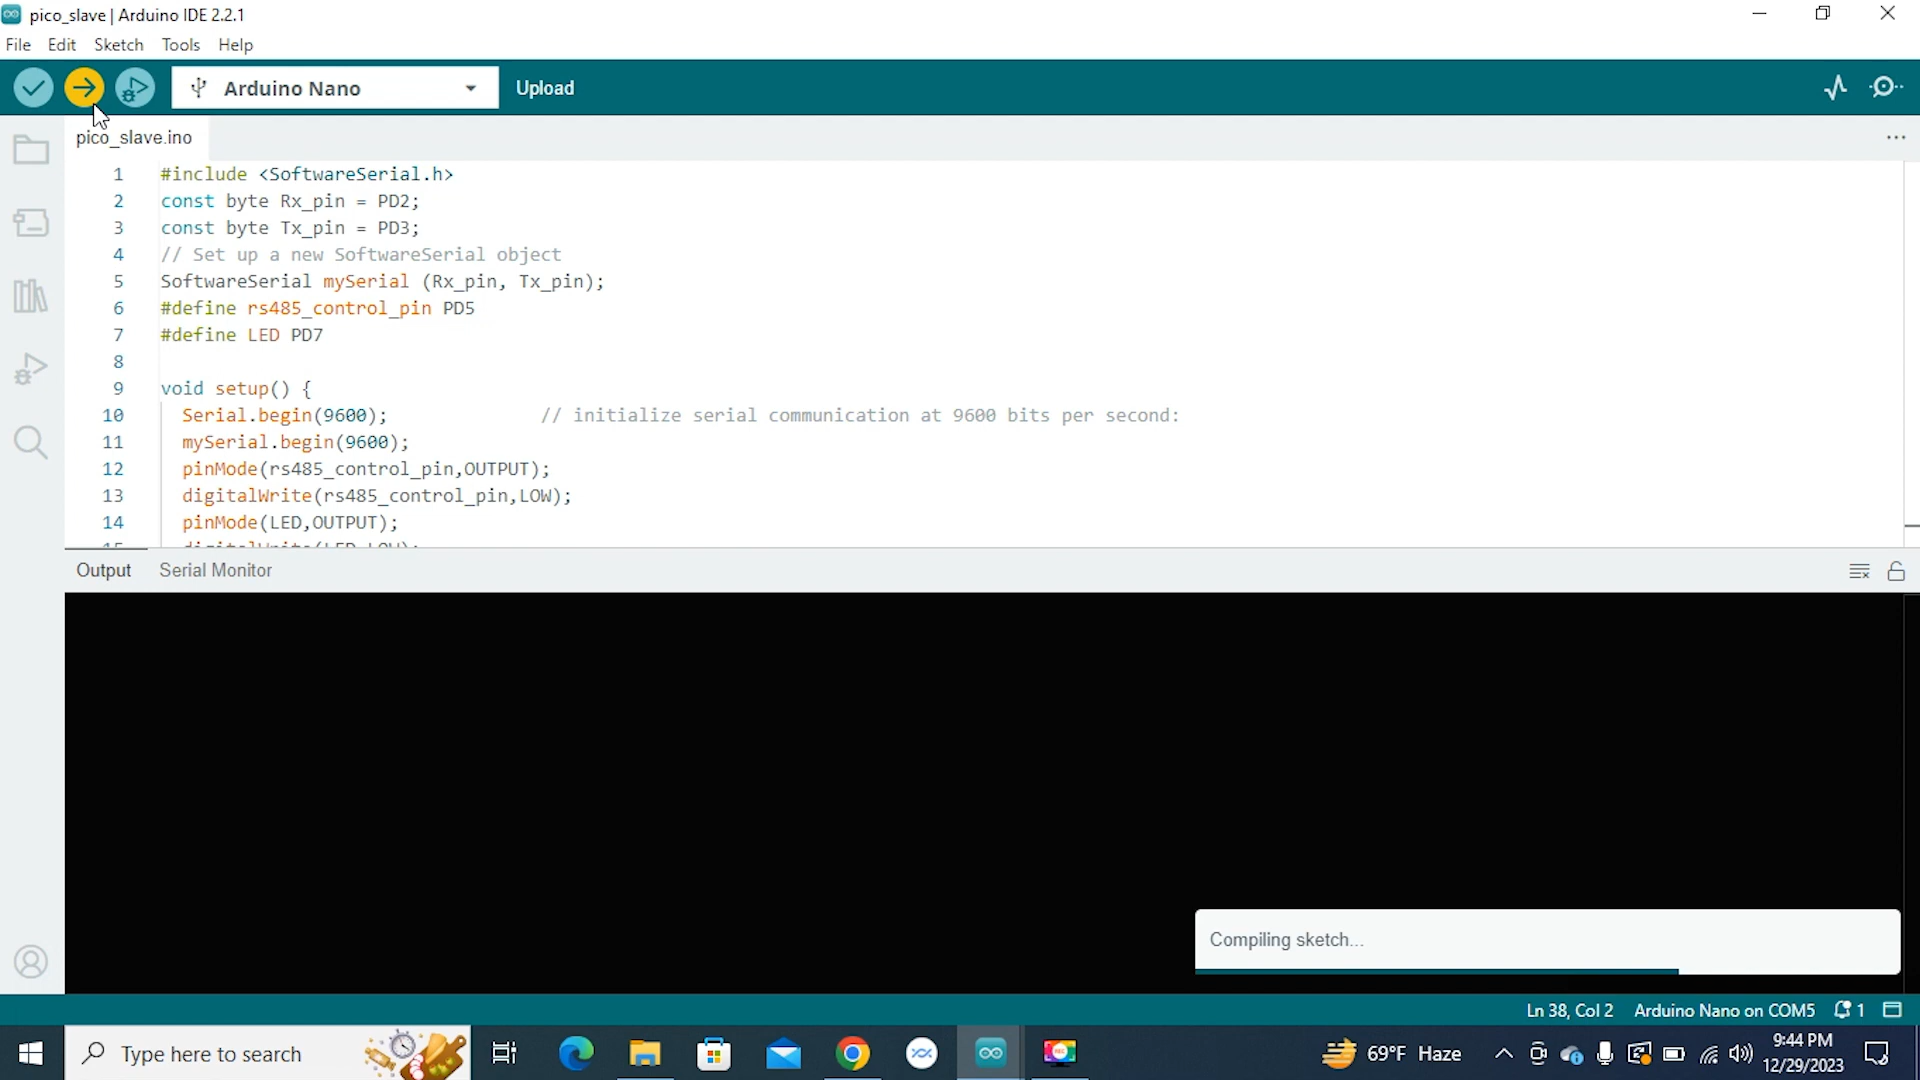 pico_slave | Arduino IDE 2.2.1
File Edit Sketch Tools Help
Arduino Nano
Upload
pico_slave.ino
1 #include <SoftwareSerial.h>
2 const byte Rx_pin = PD2;
3 const byte Tx_pin = PD3;
4 // Set up a new SoftwareSerial object
5 SoftwareSerial mySerial (Rx_pin, Tx_pin);
6 #define rs485_control_pin PD5
7 #define LED PD7
8
9 void setup() {
10 Serial.begin(9600); // initialize serial communication at 9600 bits per second:
11 mySerial.begin(9600);
12 pinMode(rs485_control_pin,OUTPUT);
13 digitalWrite(rs485_control_pin,LOW);
14 pinMode(LED,OUTPUT);
Output Serial Monitor
Compiling sketch...
Ln 38, Col 2 Arduino Nano on COM5 1
Type here to search
69°F Haze
9:44 PM
12/29/2023